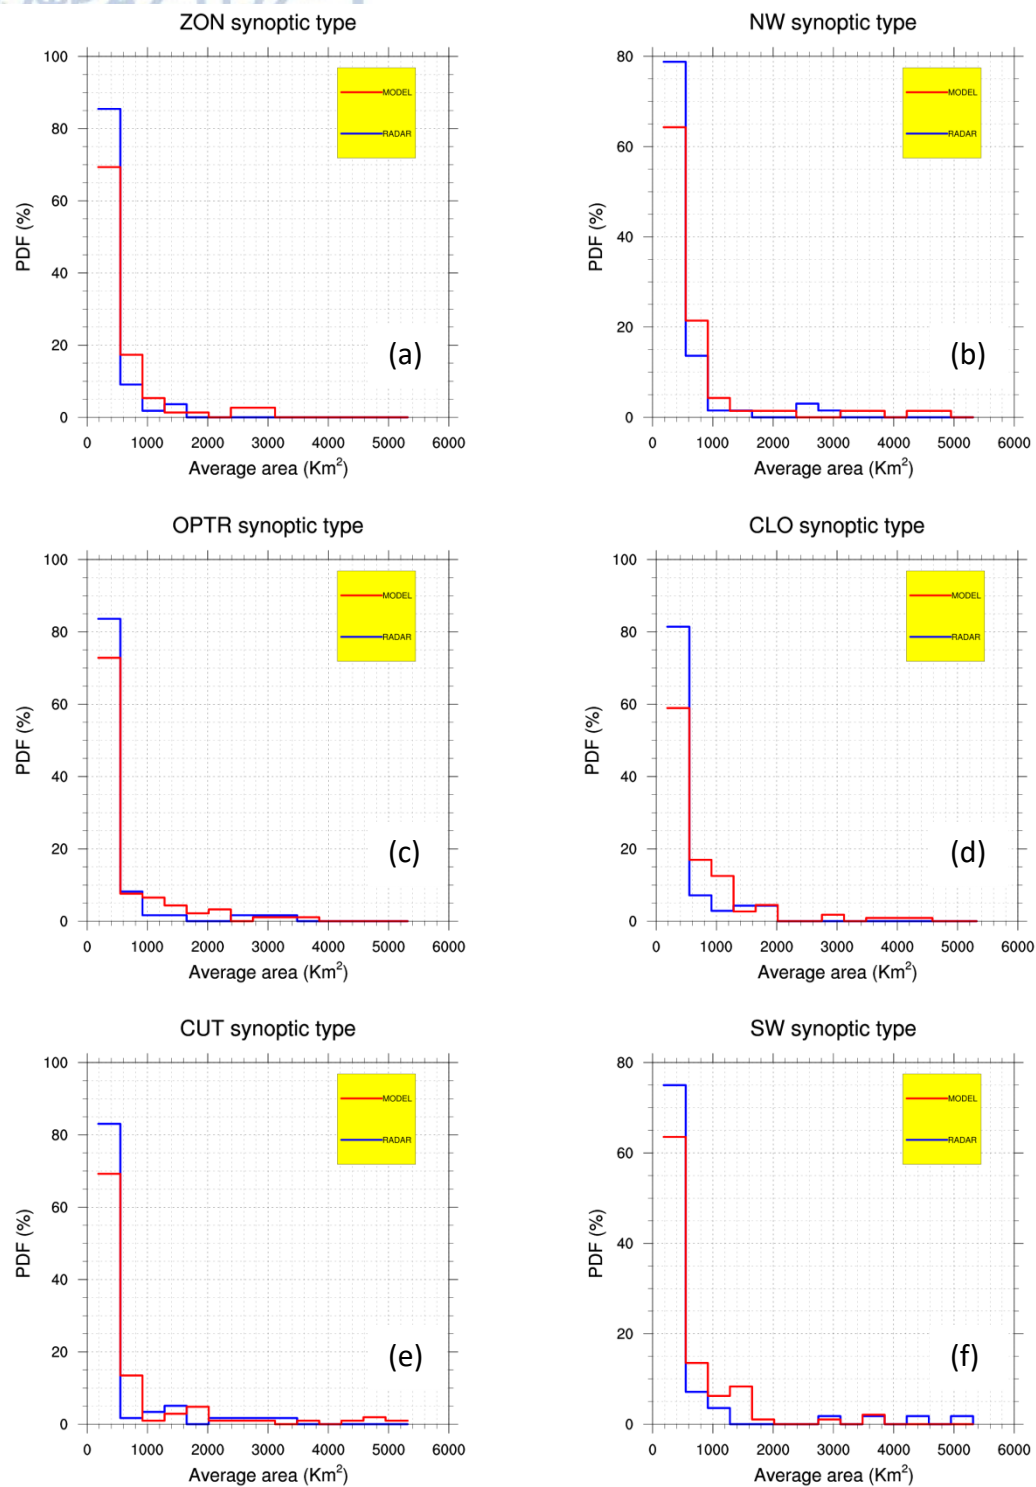 ZON synoptic type
100
80
60
40
20
0
PDF (%)
MODEL
RADAR
(a)
0 1000 2000 3000 4000 5000 6000
Average area (Km²)
NW synoptic type
80
60
40
20
0
PDF (%)
MODEL
RADAR
(b)
0 1000 2000 3000 4000 5000 6000
Average area (Km²)
OPTR synoptic type
100
80
60
40
20
0
PDF (%)
MODEL
RADAR
(c)
0 1000 2000 3000 4000 5000 6000
Average area (Km²)
CLO synoptic type
100
80
60
40
20
0
PDF (%)
MODEL
RADAR
(d)
0 1000 2000 3000 4000 5000 6000
Average area (Km²)
CUT synoptic type
100
80
60
40
20
0
PDF (%)
MODEL
RADAR
(e)
0 1000 2000 3000 4000 5000 6000
Average area (Km²)
SW synoptic type
80
60
40
20
0
PDF (%)
MODEL
RADAR
(f)
0 1000 2000 3000 4000 5000 6000
Average area (Km²)